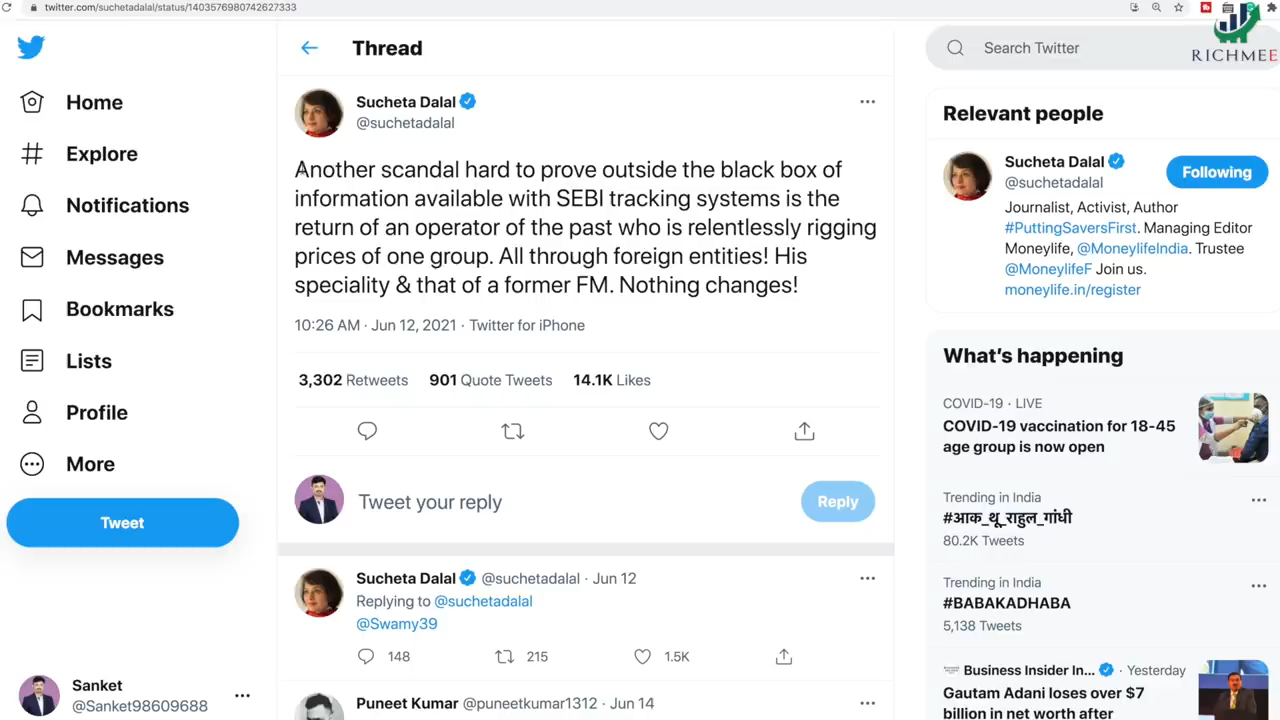 twitter.com/suchetadalal/status/1403576980742627333
RICHMEE
Home
Explore
Notifications
Messages
Bookmarks
Lists
Profile
More
Tweet
Sanket
@Sanket98609688
Thread
Sucheta Dalal
@suchetadalal
Another scandal hard to prove outside the black box of
information available with SEBI tracking systems is the
return of an operator of the past who is relentlessly rigging
prices of one group. All through foreign entities! His
speciality & that of a former FM. Nothing changes!
10:26 AM · Jun 12, 2021 · Twitter for iPhone
3,302 Retweets 901 Quote Tweets 14.1K Likes
Tweet your reply
Reply
Sucheta Dalal @suchetadalal · Jun 12
Replying to @suchetadalal
@Swamy39
148 215 1.5K
Puneet Kumar @puneetkumar1312 · Jun 14
Search Twitter
Relevant people
Sucheta Dalal
@suchetadalal
Following
Journalist, Activist, Author
#PuttingSaversFirst. Managing Editor
Moneylife, @MoneylifeIndia. Trustee
@MoneylifeF Join us.
moneylife.in/register
What's happening
COVID-19 · LIVE
COVID-19 vaccination for 18-45
age group is now open
Trending in India
#आक_थू_राहुल_गांधी
80.2K Tweets
Trending in India
#BABAKADHABA
5,138 Tweets
Business Insider In... · Yesterday
Gautam Adani loses over $7
billion in net worth after